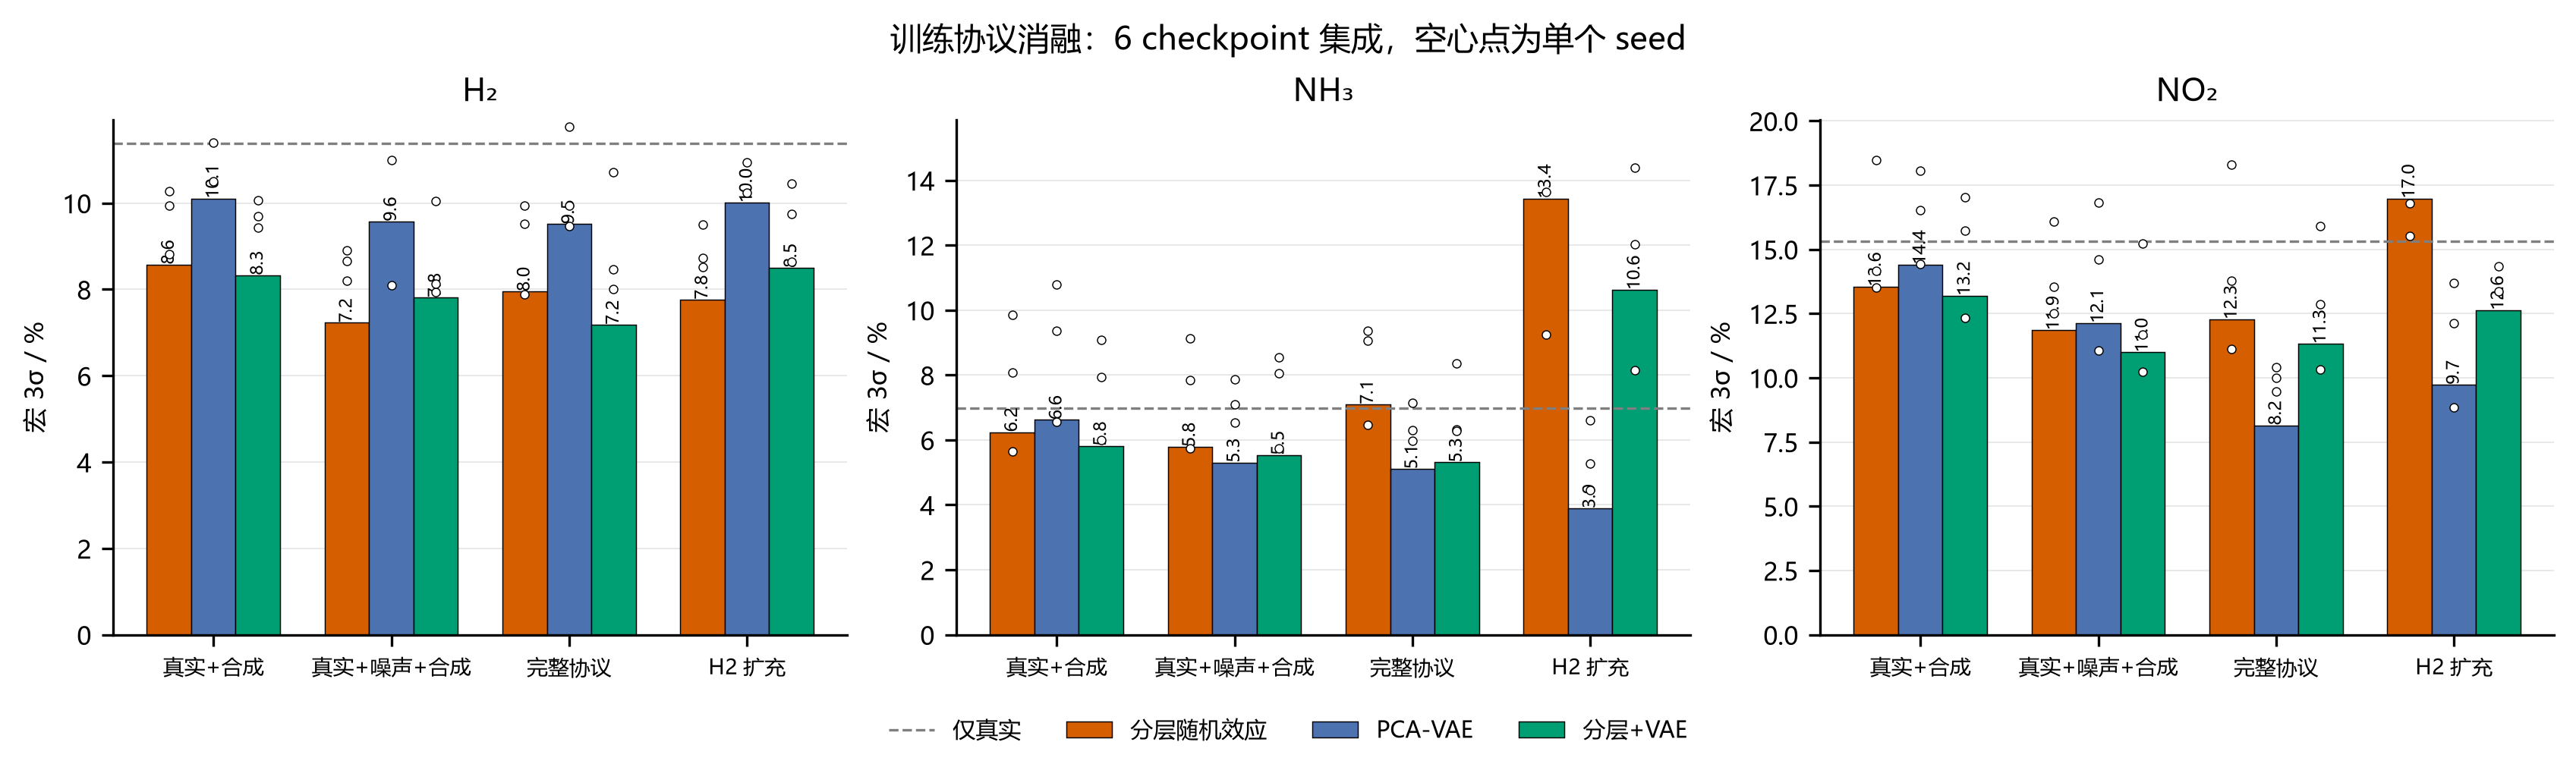 训练协议消融：6 checkpoint 集成，空心点为单个 seed
H₂
宏 3σ / %
10
8
6
4
2
0
8.6
10.1
8.3
7.2
9.6
7.8
8.0
9.5
7.2
7.8
10.0
8.5
真实+合成
真实+噪声+合成
完整协议
H2 扩充
NH₃
宏 3σ / %
14
12
10
8
6
4
2
0
6.2
6.6
5.8
5.8
5.3
5.5
7.1
5.1
5.3
13.4
3.9
10.6
真实+合成
真实+噪声+合成
完整协议
H2 扩充
NO₂
宏 3σ / %
20.0
17.5
15.0
12.5
10.0
7.5
5.0
2.5
0.0
13.6
14.4
13.2
11.9
12.1
11.0
12.3
8.2
11.3
17.0
9.7
12.6
真实+合成
真实+噪声+合成
完整协议
H2 扩充
仅真实
分层随机效应
PCA-VAE
分层+VAE